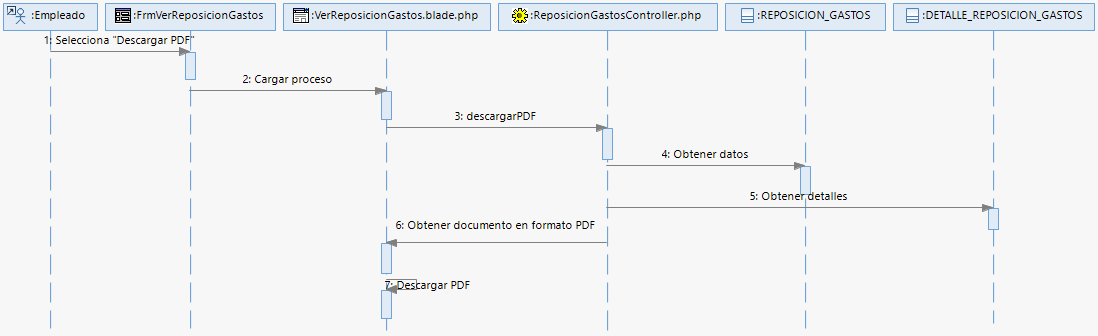 :Empleado
:FrmVerReposicionGastos
:VerReposicionGastos.blade.php
:ReposicionGastosController.php
:REPOSICION_GASTOS
:DETALLE_REPOSICION_GASTOS
1: Selecciona "Descargar PDF"
2: Cargar proceso
3: descargarPDF
4: Obtener datos
5: Obtener detalles
6: Obtener documento en formato PDF
7: Descargar PDF